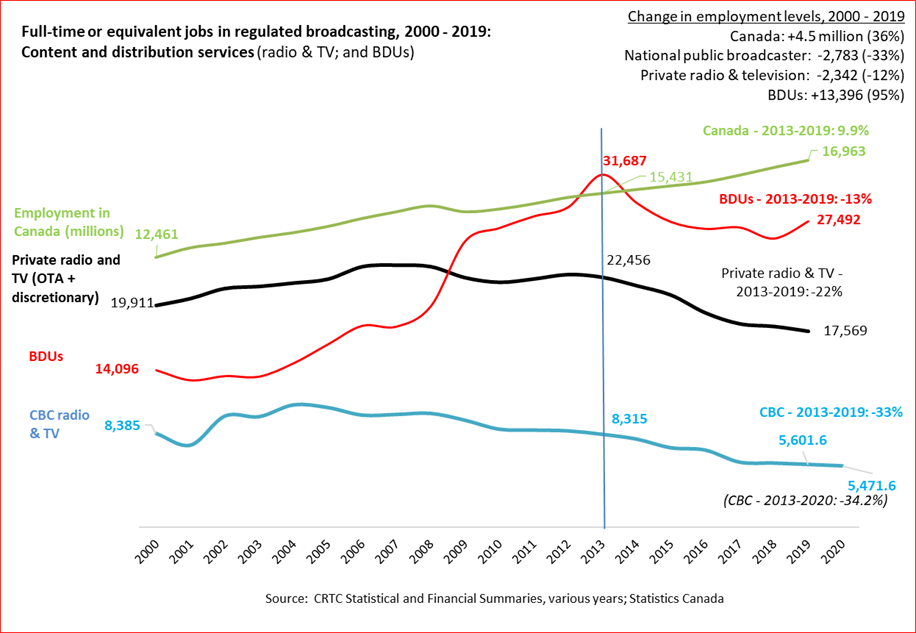 Full-time or equivalent jobs in regulated broadcasting, 2000 - 2019:
Content and distribution services (radio & TV; and BDUs)
Change in employment levels, 2000 - 2019
Canada: +4.5 million (36%)
National public broadcaster: -2,783 (-33%)
Private radio & television: -2,342 (-12%)
BDUs: +13,396 (95%)
Canada - 2013-2019: 9.9%
16,963
31,687
15,431
BDUs - 2013-2019: -13%
27,492
Employment in
Canada (millions)
12,461
Private radio and
TV (OTA +
discretionary)
19,911
22,456
Private radio & TV -
2013-2019: -22%
17,569
BDUs
14,096
CBC radio
& TV
8,385
8,315
CBC - 2013-2019: -33%
5,601.6
5,471.6
(CBC - 2013-2020: -34.2%)
2000
2001
2002
2003
2004
2005
2006
2007
2008
2009
2010
2011
2012
2013
2014
2015
2016
2017
2018
2019
2020
Source: CRTC Statistical and Financial Summaries, various years; Statistics Canada